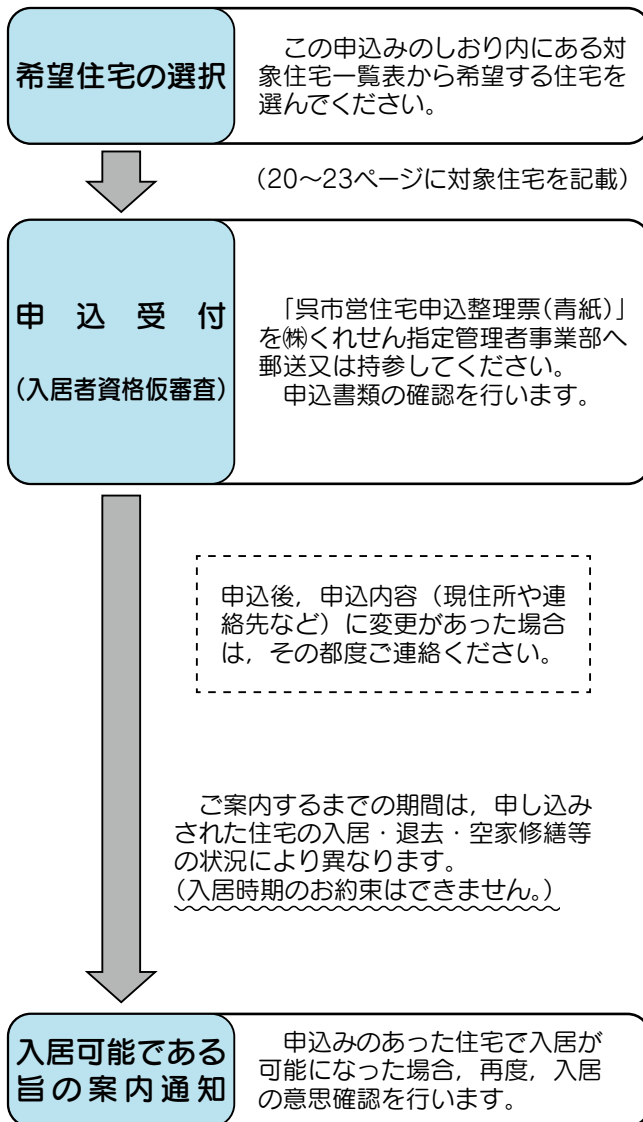 希望住宅の選択
　この申込みのしおり内にある対
象住宅一覧表から希望する住宅を
選んでください。
（20～23ページに対象住宅を記載）
申込受付
（入居者資格仮審査）
　「呉市営住宅申込整理票（青紙）」
を㈱くれせん指定管理者事業部へ
郵送又は持参してください。
　申込書類の確認を行います。
申込後，申込内容（現住所や連
絡先など）に変更があった場合
は，その都度ご連絡ください。
　ご案内するまでの期間は，申し込み
された住宅の入居・退去・空家修繕等
の状況により異なります。
（入居時期のお約束はできません。）
入居可能である
旨の案内通知
　申込みのあった住宅で入居が
可能になった場合，再度，入居
の意思確認を行います。